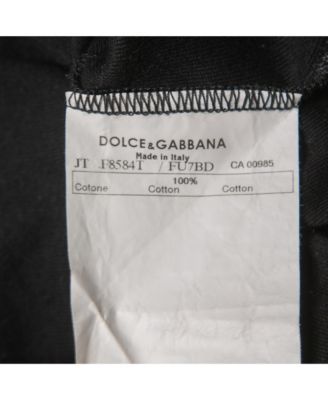 DOLCE&GABBANA
Made in Italy
JT F8584T / FU7BD CA 00985
100%
Cotone Cotton Cotton